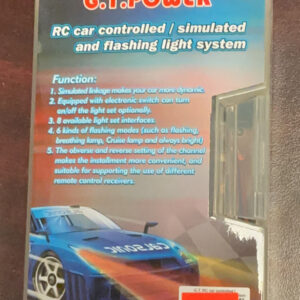 G.T.POWER
RC car controlled / simulated
and flashing light system
Function:
1. Simulated linkage makes your car more dynamic
2. Equipped with electronic switch can turn
on/off the light set optionally.
3. 8 available light set interfaces
4. 6 kinds of flashing modes (such as flashing,
breathing lamp, Cruise lamp and always bright)
5. The obverse and reverse setting of the channel
makes the installment more convenient, and
suitable for supporting the use of different
remote control receivers.
G.T. RC car controlled /